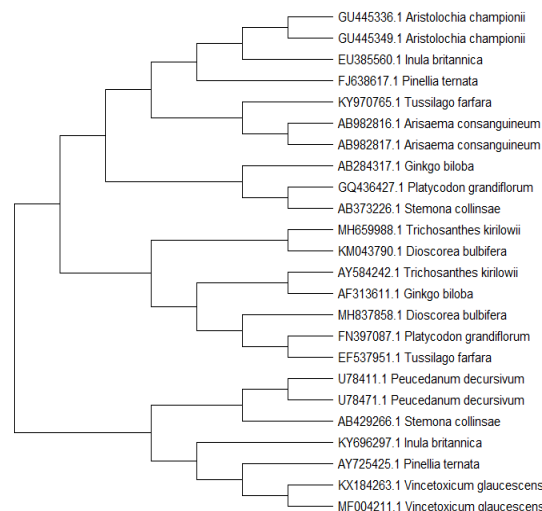 GU445336.1 Aristolochia championii
GU445349.1 Aristolochia championii
EU385560.1 Inula britannica
FJ638617.1 Pinellia ternata
KY970765.1 Tussilago farfara
AB982816.1 Arisaema consanguineum
AB982817.1 Arisaema consanguineum
AB284317.1 Ginkgo biloba
GQ436427.1 Platycodon grandiflorum
AB373226.1 Stemona collinsae
MH659988.1 Trichosanthes kirilowii
KM043790.1 Dioscorea bulbifera
AY584242.1 Trichosanthes kirilowii
AF313611.1 Ginkgo biloba
MH837858.1 Dioscorea bulbifera
FN397087.1 Platycodon grandiflorum
EF537951.1 Tussilago farfara
U78411.1 Peucedanum decursivum
U78471.1 Peucedanum decursivum
AB429266.1 Stemona collinsae
KY696297.1 Inula britannica
AY725425.1 Pinellia ternata
KX184263.1 Vincetoxicum glaucescens
MF004211.1 Vincetoxicum glaucescens